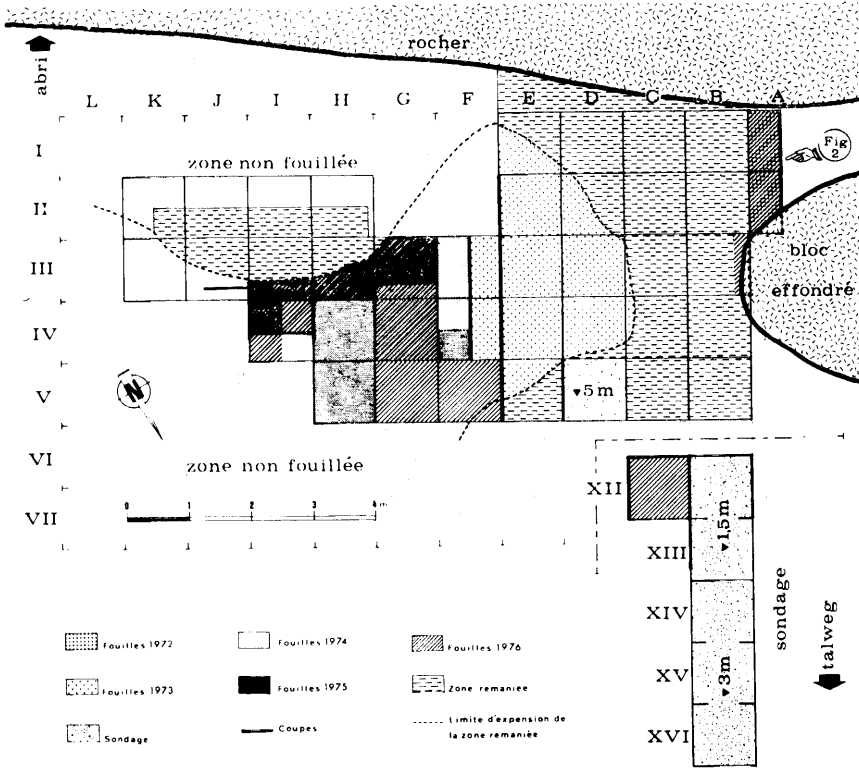 rocher
abri
L K J I H G F E D C B A
Fig
2
I
zone non fouillée
II
bloc
III
effondré
IV
N
V
▾5 m
VI
zone non fouillée
XII
0 1 2 3 4 m
VII
▾1,5 m
XIII
sondage
XIV
talweg
XV
▾3 m
XVI
Fouilles 1972
Fouilles 1974
Fouilles 1976
Fouilles 1973
Fouilles 1975
Zone remaniée
Sondage
Coupes
Limite d'expension de
la zone remaniée